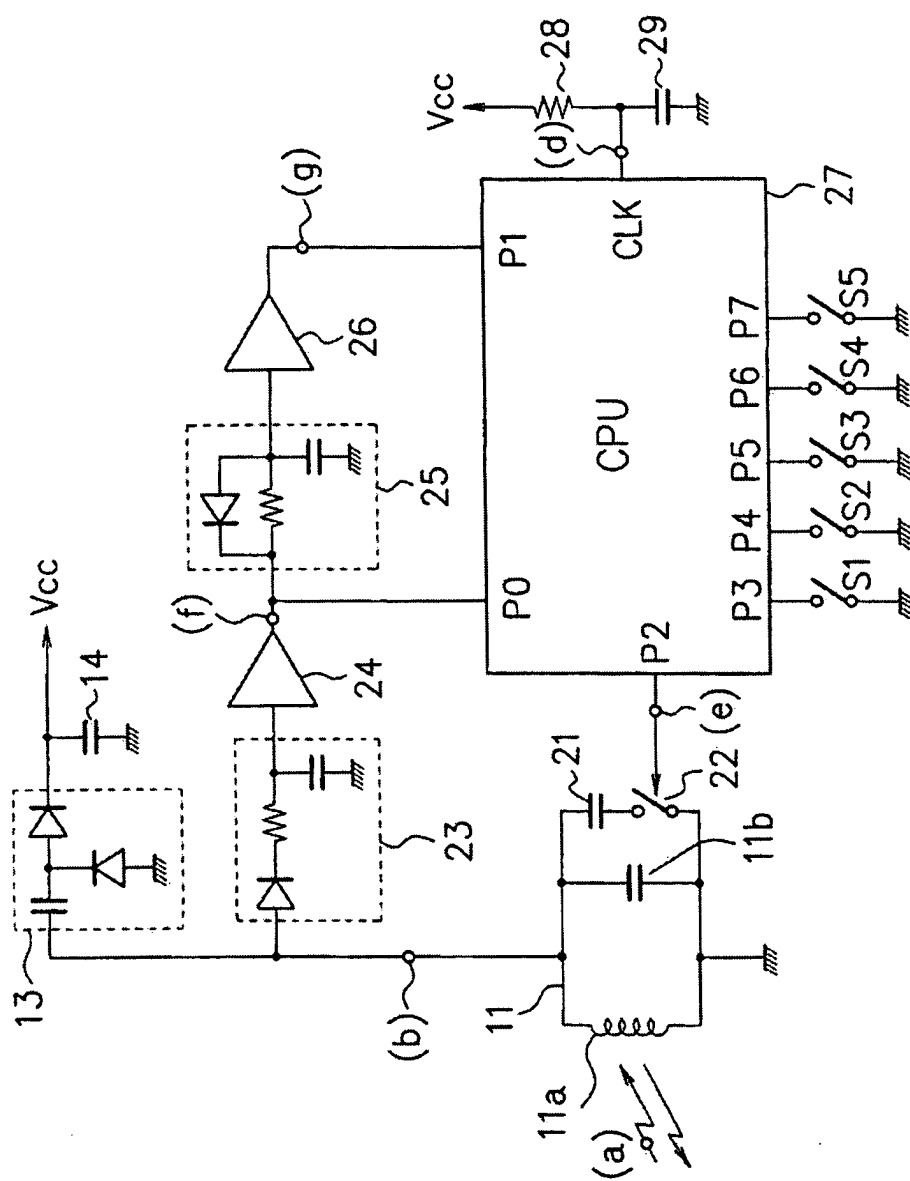 13
Vcc
14
(f)
24
23
25
26
(g)
(b)
P0
P1
Vcc
28
29
(d)
CLK
CPU
27
P2
P3
P4
P5
P6
P7
S1
S2
S3
S4
S5
(e)
21
22
11b
11
11a
(a)